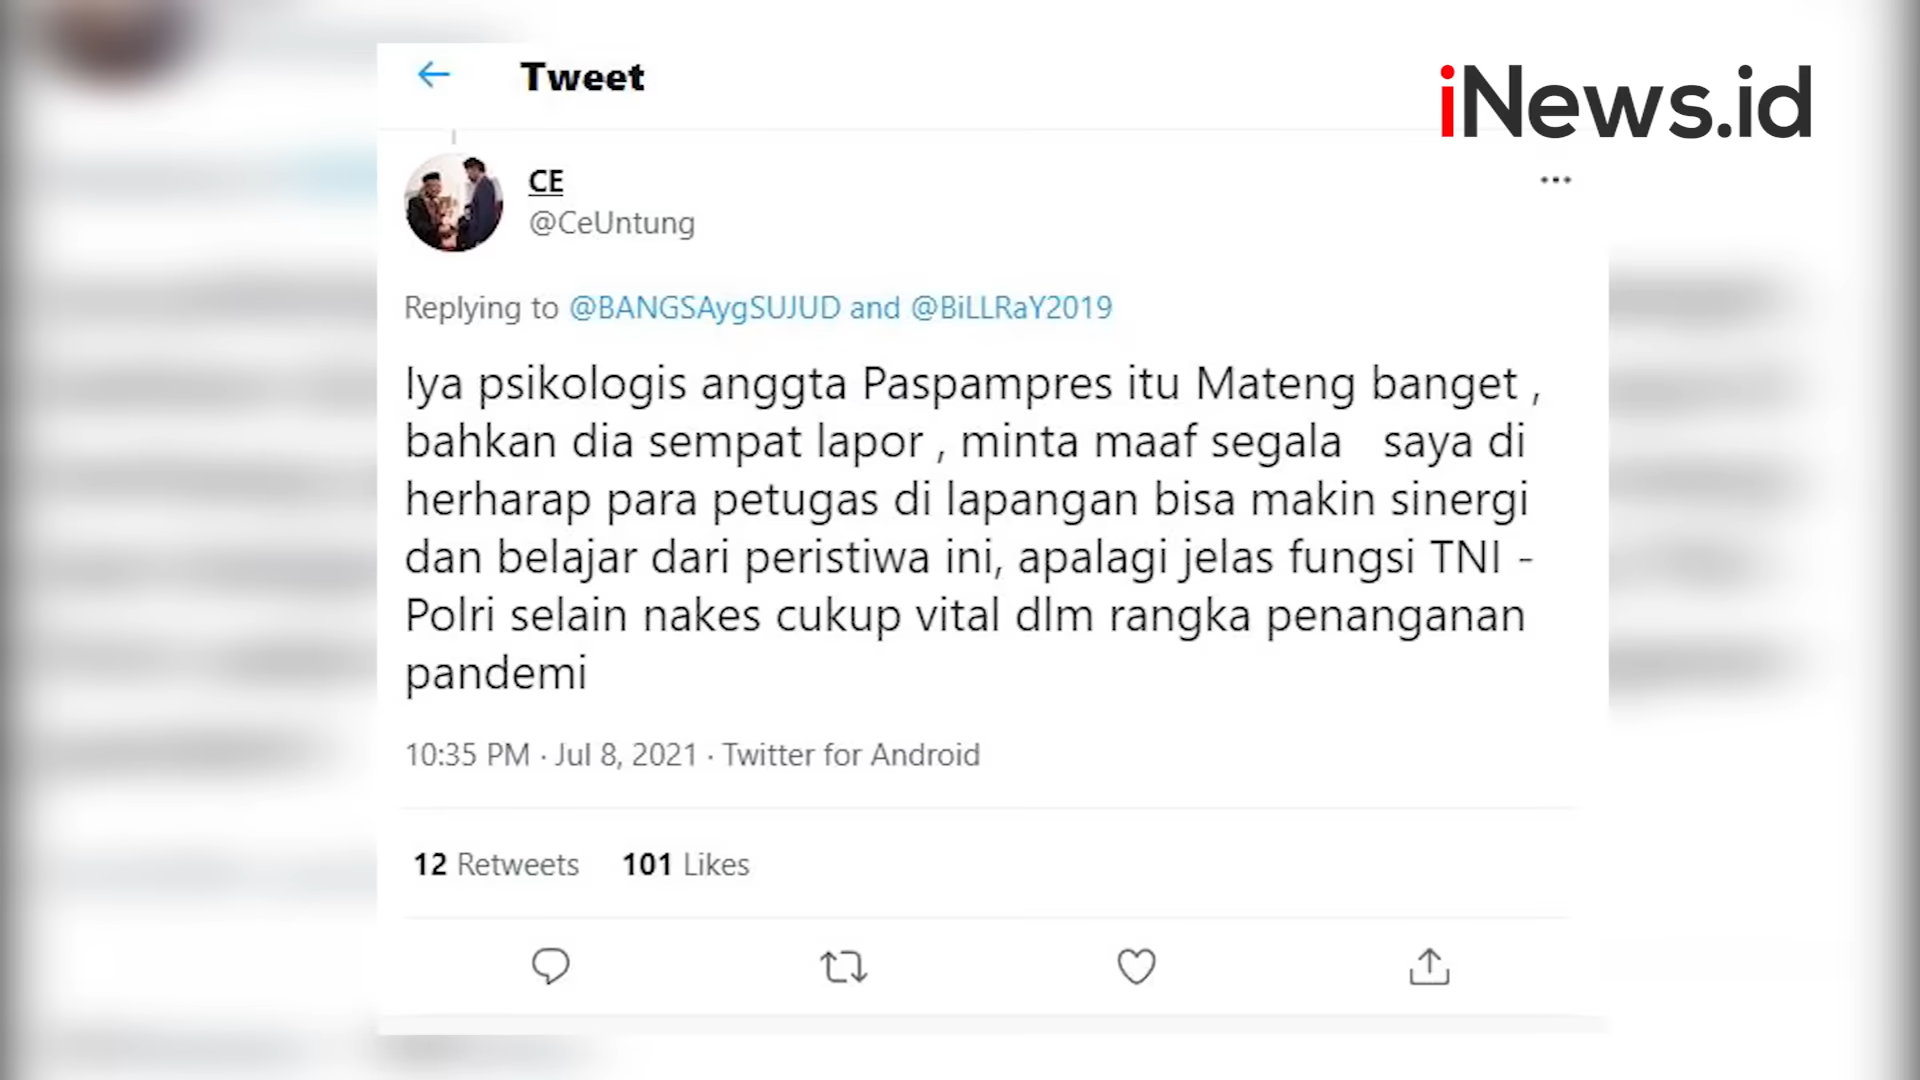 Tweet
iNews.id
CE
@CeUntung
Replying to @BANGSAygSUJUD and @BiLLRaY2019
Iya psikologis anggta Paspampres itu Mateng banget ,
bahkan dia sempat lapor , minta maaf segala   saya di
herharap para petugas di lapangan bisa makin sinergi
dan belajar dari peristiwa ini, apalagi jelas fungsi TNI -
Polri selain nakes cukup vital dlm rangka penanganan
pandemi
10:35 PM · Jul 8, 2021 · Twitter for Android
12 Retweets 101 Likes